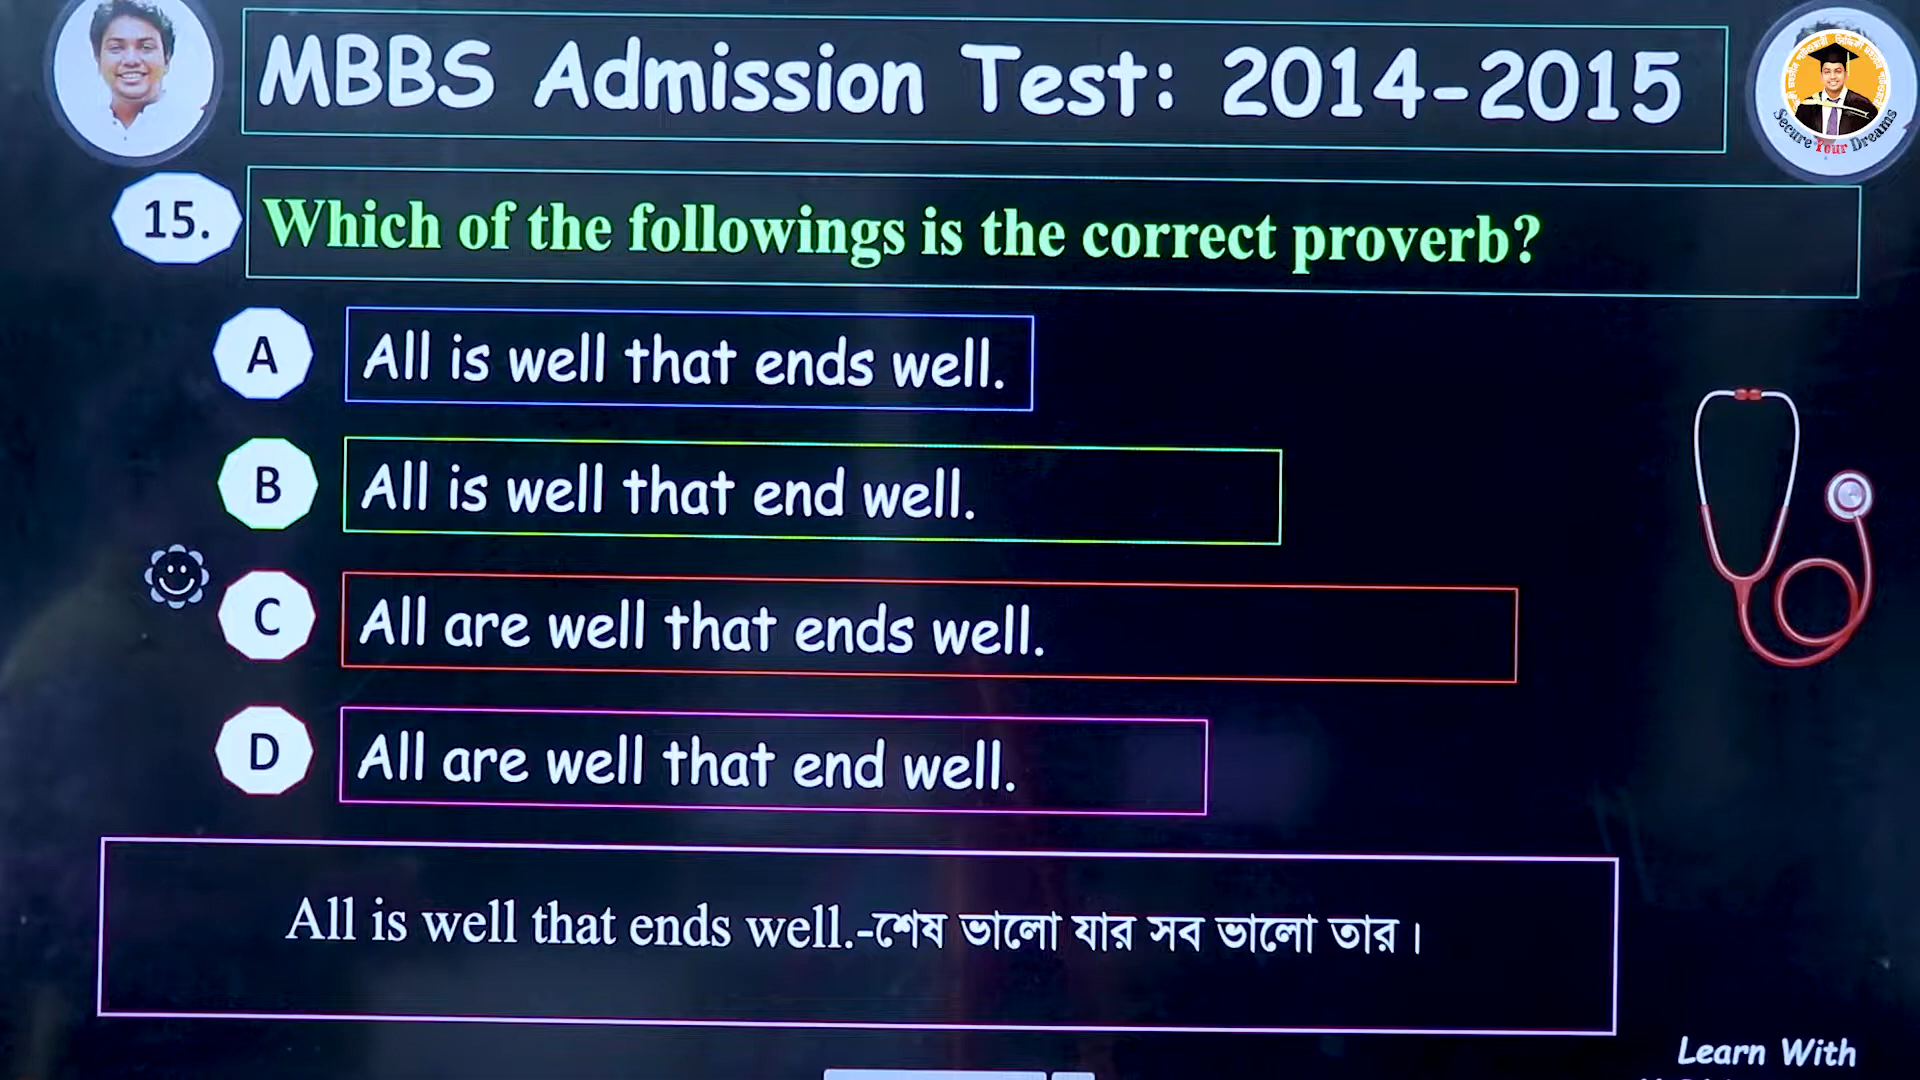 MBBS Admission Test: 2014-2015
Secure Your Dreams
15. Which of the followings is the correct proverb?
A All is well that ends well.
B All is well that end well.
C All are well that ends well.
D All are well that end well.
All is well that ends well.-শেষ ভালো যার সব ভালো তার।
Learn With